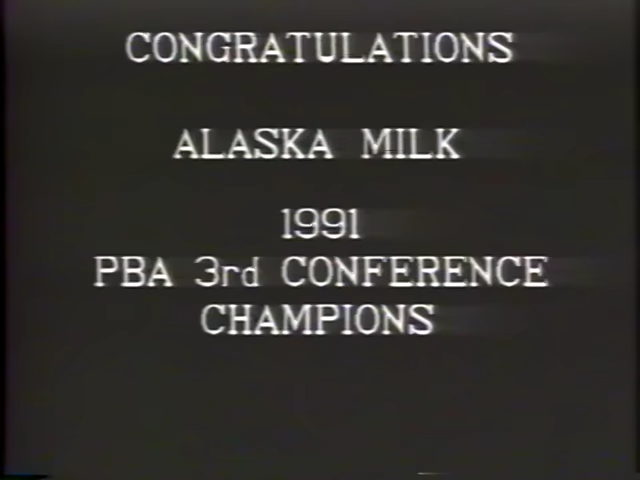 CONGRATULATIONS
ALASKA MILK
1991
PBA 3rd CONFERENCE
CHAMPIONS